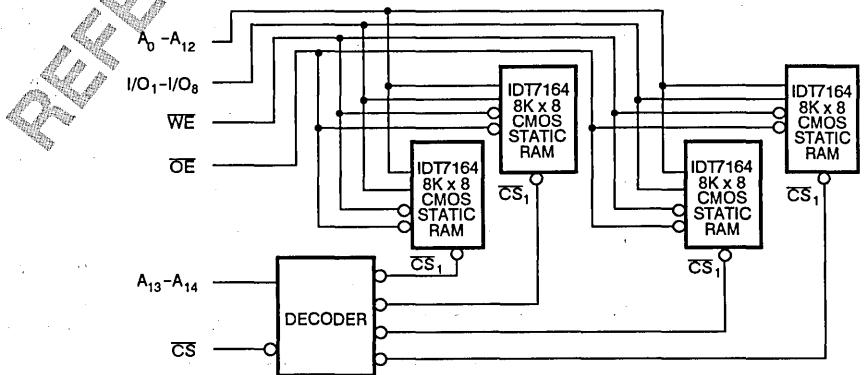 REFE
A0 –A12
I/O1–I/O8
WE
OE
IDT7164
8K x 8
CMOS
STATIC
RAM
CS1
IDT7164
8K x 8
CMOS
STATIC
RAM
CS1
IDT7164
8K x 8
CMOS
STATIC
RAM
CS1
IDT7164
8K x 8
CMOS
STATIC
RAM
CS1
A13–A14
DECODER
CS